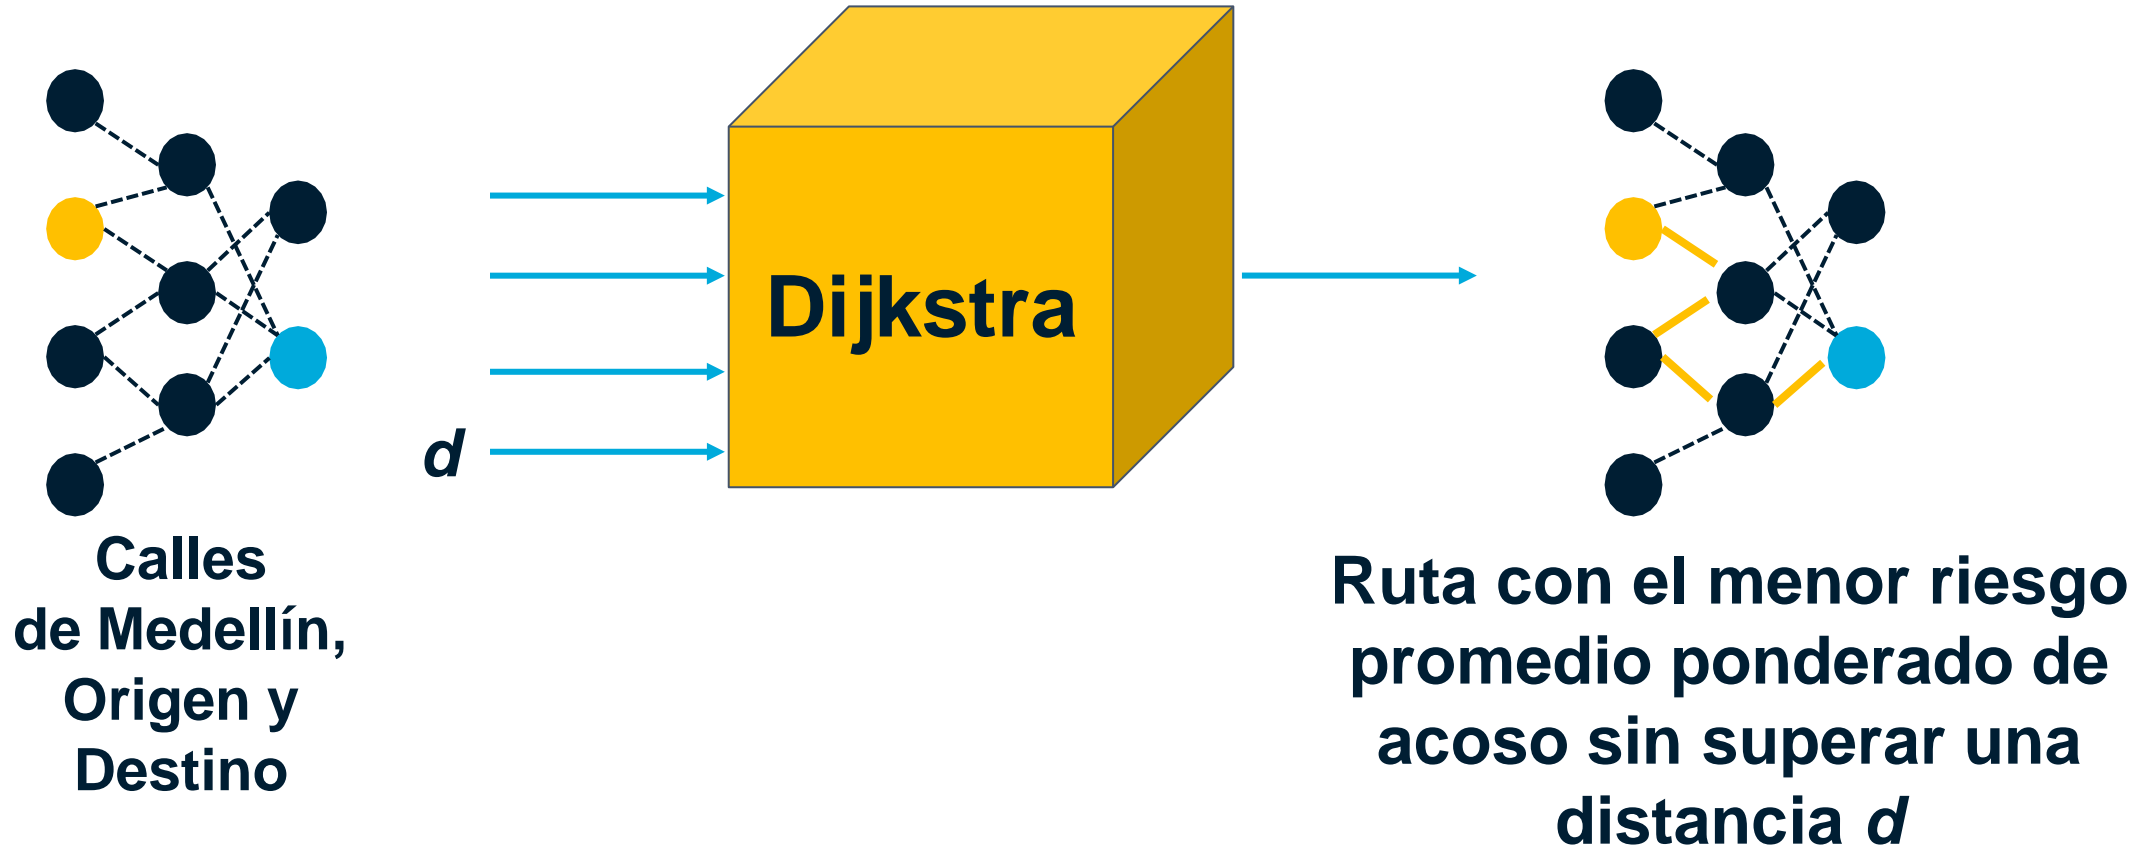 Dijkstra
d
Calles
de Medellín,
Origen y
Destino
Ruta con el menor riesgo
promedio ponderado de
acoso sin superar una
distancia d